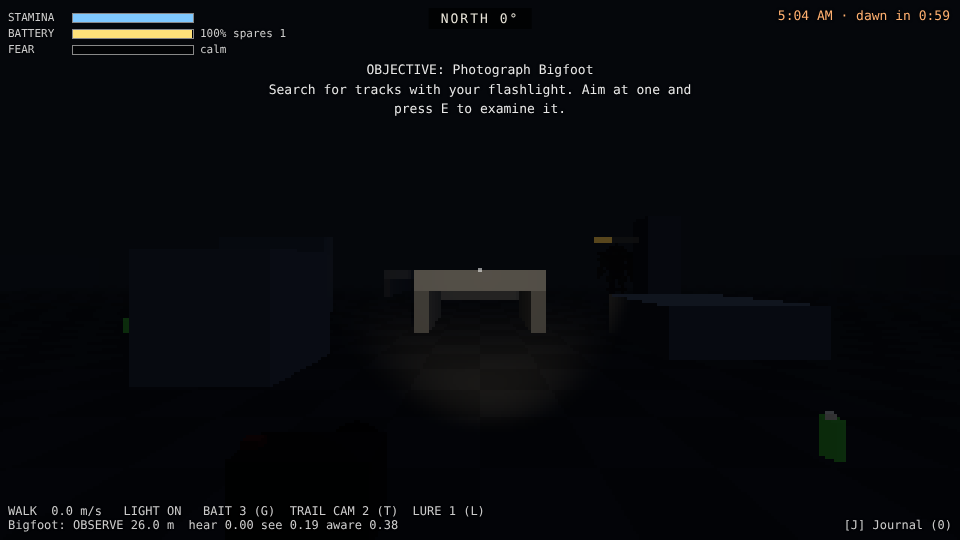 STAMINA
BATTERY 100% spares 1
FEAR calm
NORTH 0°
5:04 AM · dawn in 0:59
OBJECTIVE: Photograph Bigfoot
Search for tracks with your flashlight. Aim at one and
press E to examine it.
WALK 0.0 m/s LIGHT ON BAIT 3 (G) TRAIL CAM 2 (T) LURE 1 (L)
Bigfoot: OBSERVE 26.0 m hear 0.00 see 0.19 aware 0.38
[J] Journal (0)